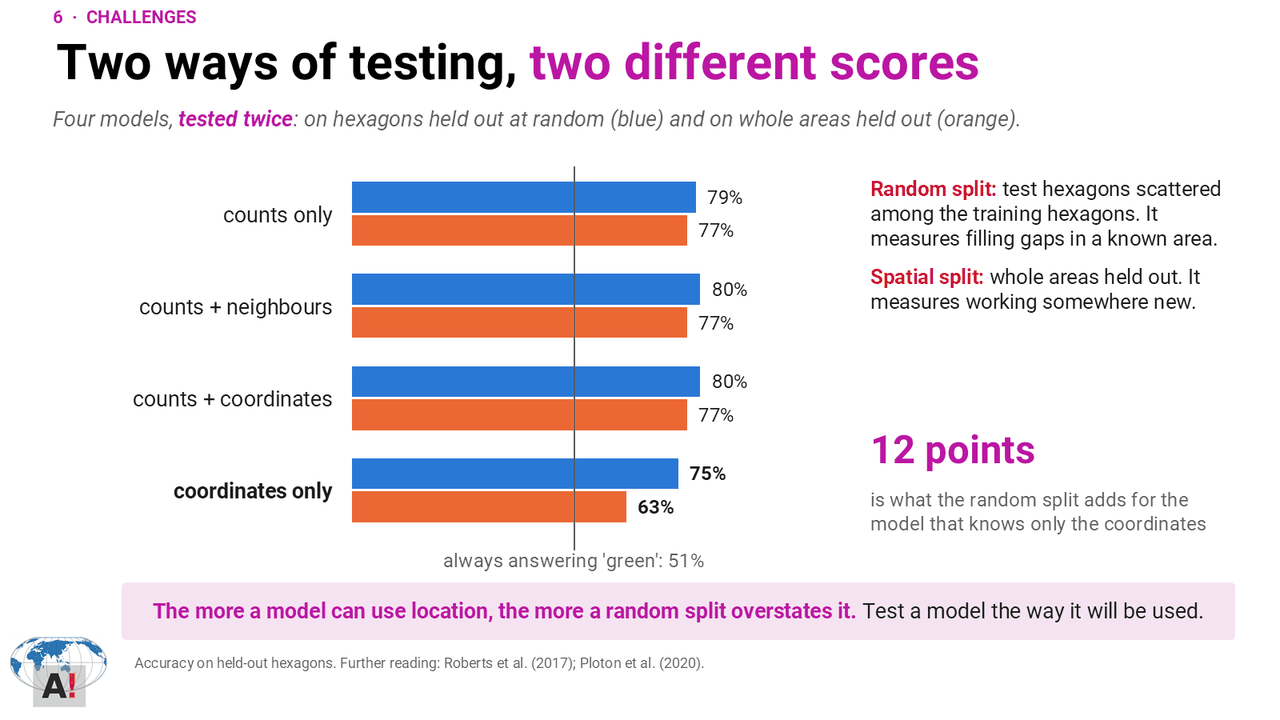 6 · CHALLENGES
Two ways of testing, two different scores
Four models, tested twice: on hexagons held out at random (blue) and on whole areas held out (orange).
counts only
79%
77%
counts + neighbours
80%
77%
counts + coordinates
80%
77%
coordinates only
75%
63%
always answering 'green': 51%
Random split: test hexagons scattered
among the training hexagons. It
measures filling gaps in a known area.
Spatial split: whole areas held out. It
measures working somewhere new.
12 points
is what the random split adds for the
model that knows only the coordinates
The more a model can use location, the more a random split overstates it. Test a model the way it will be used.
Accuracy on held-out hexagons. Further reading: Roberts et al. (2017); Ploton et al. (2020).
A!